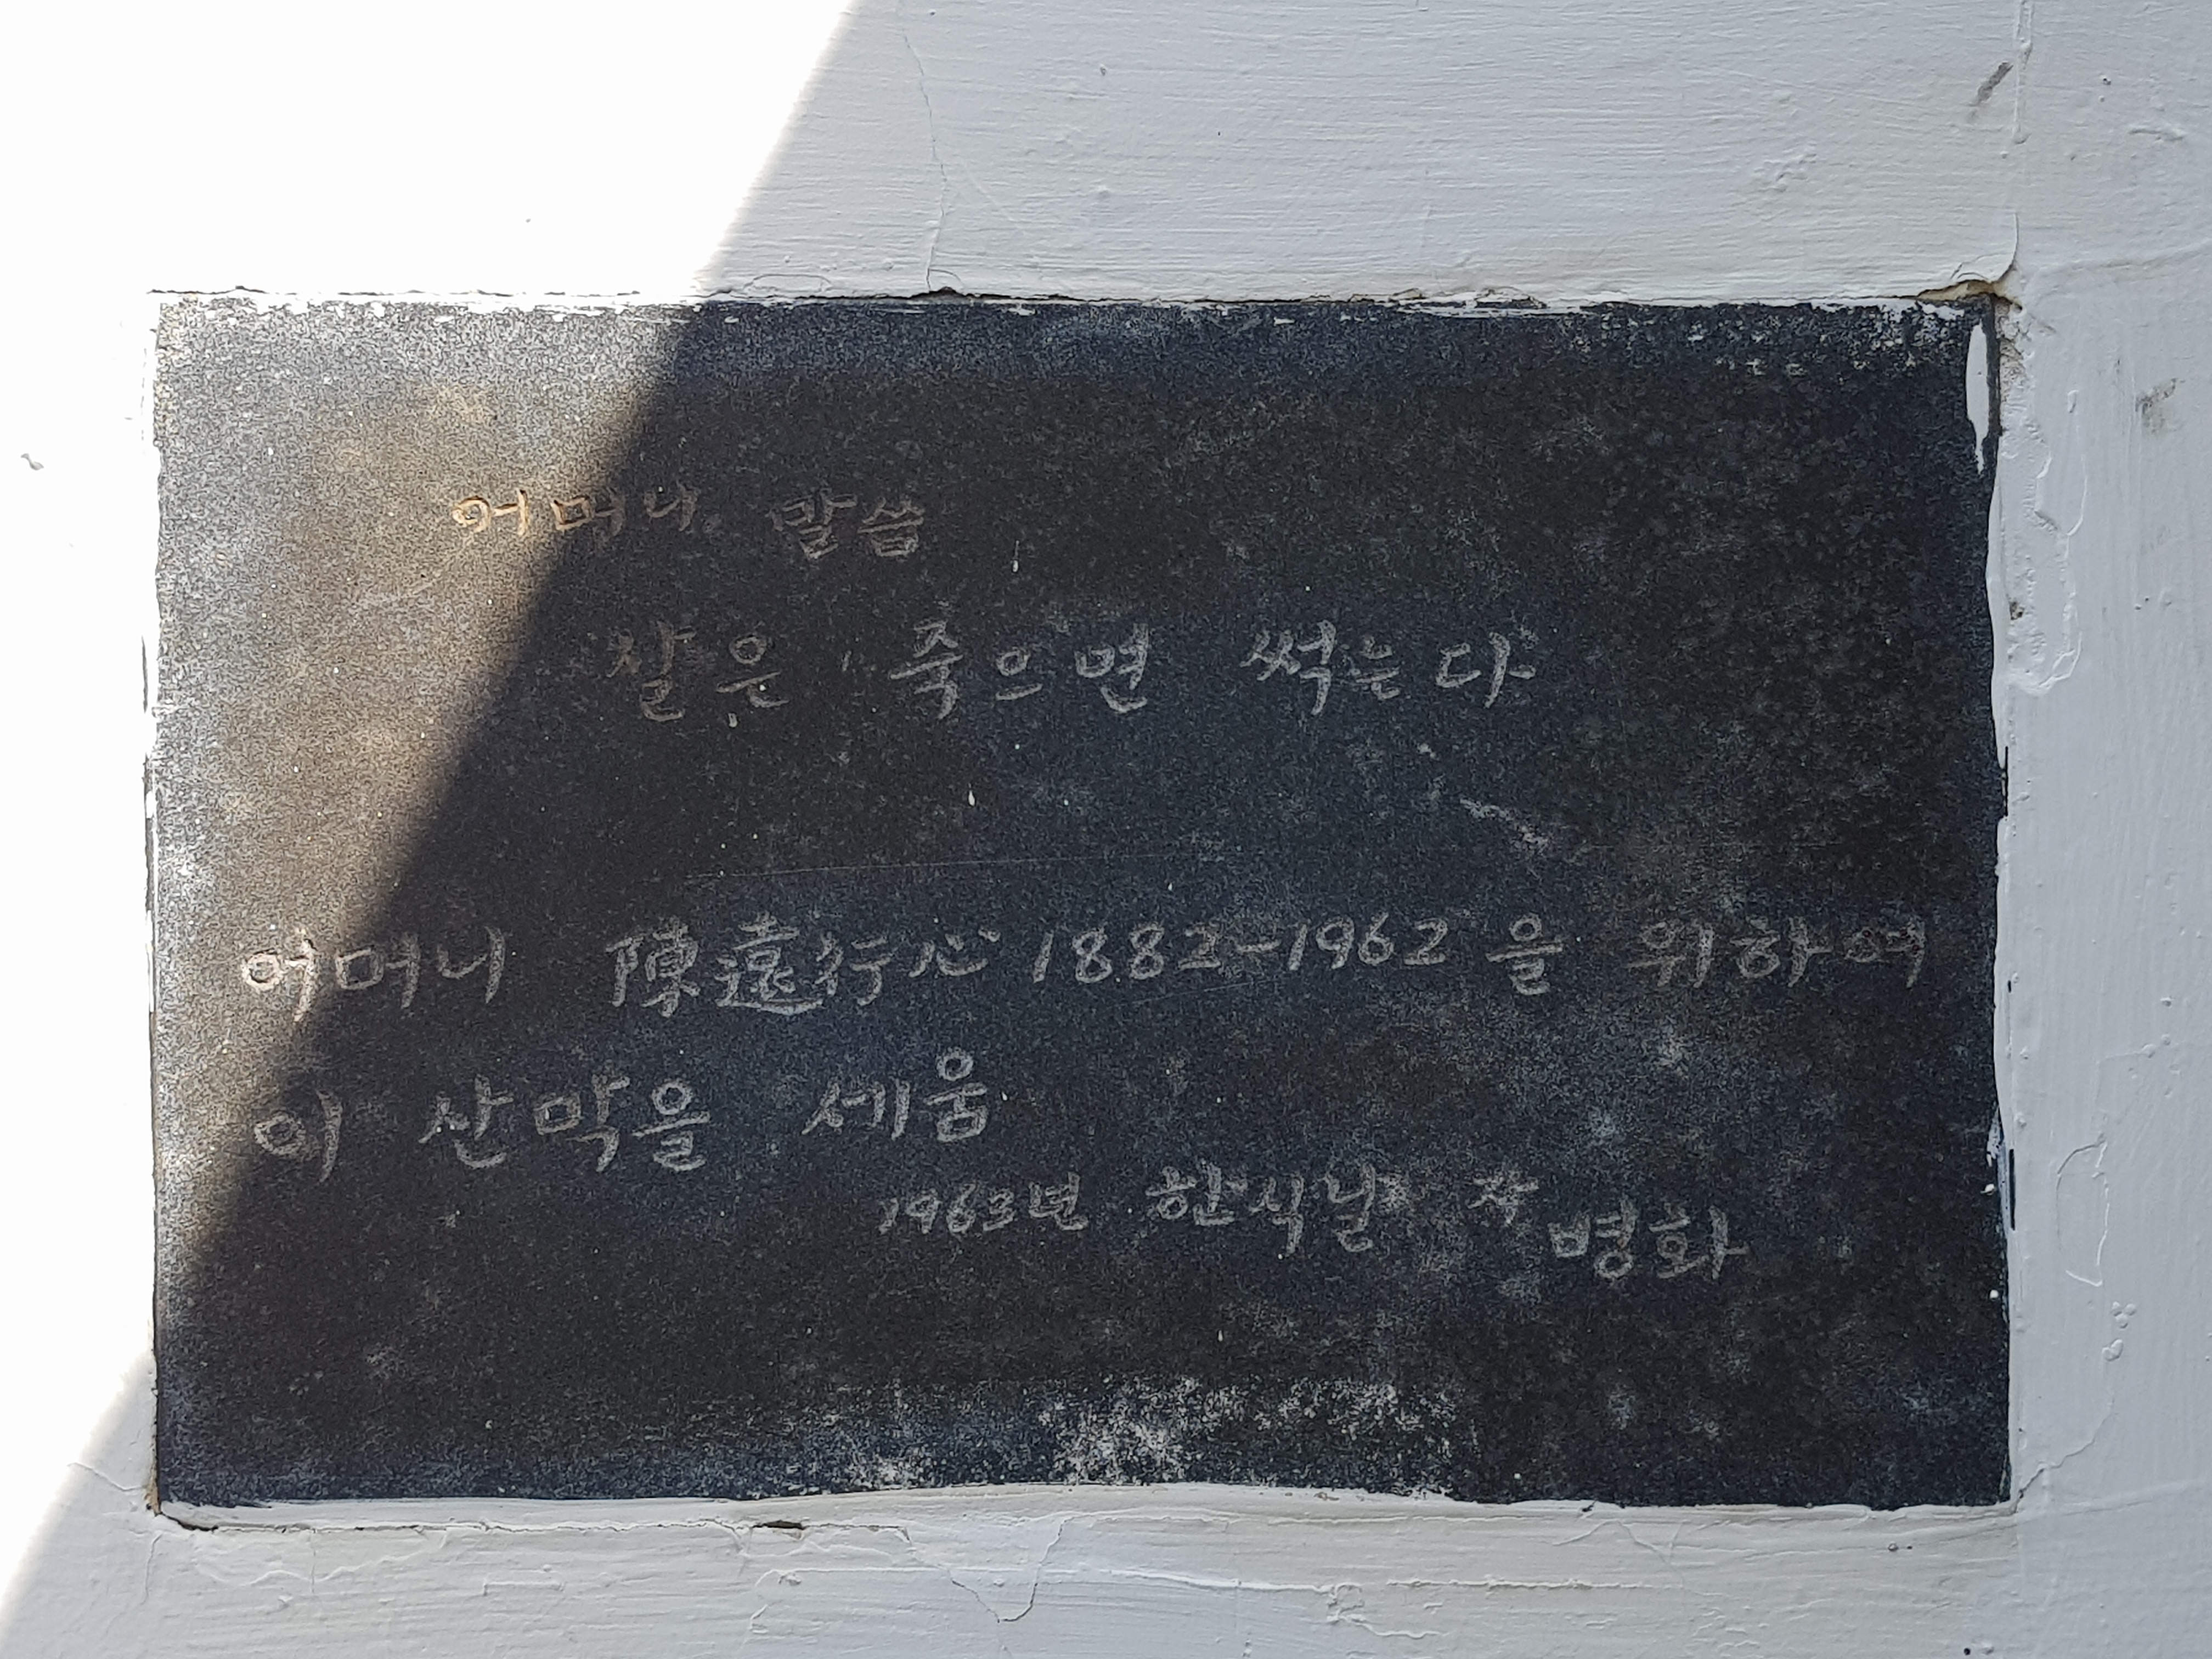 어머니 말씀
살은 죽으면 썩는다
어머니 陳遠行心 1882-1962 을 위하여
이 산막을 세움
1963년 한식날 자 병화